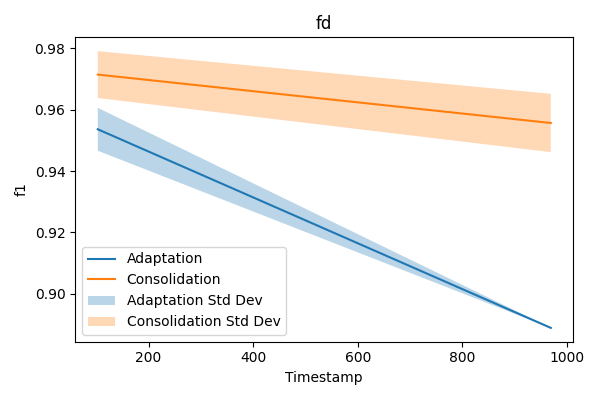 fd
f1
0.98
0.96
0.94
0.92
0.90
Adaptation
Consolidation
Adaptation Std Dev
Consolidation Std Dev
200
400
600
800
1000
Timestamp